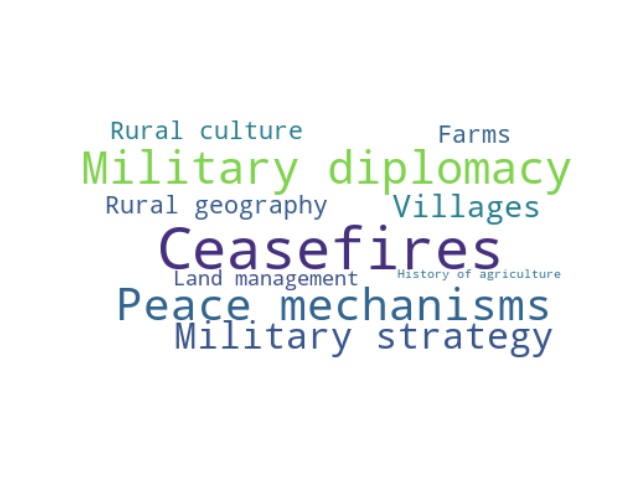 Rural culture
Farms
Military diplomacy
Rural geography
Villages
Ceasefires
Land management
History of agriculture
Peace mechanisms
Military strategy